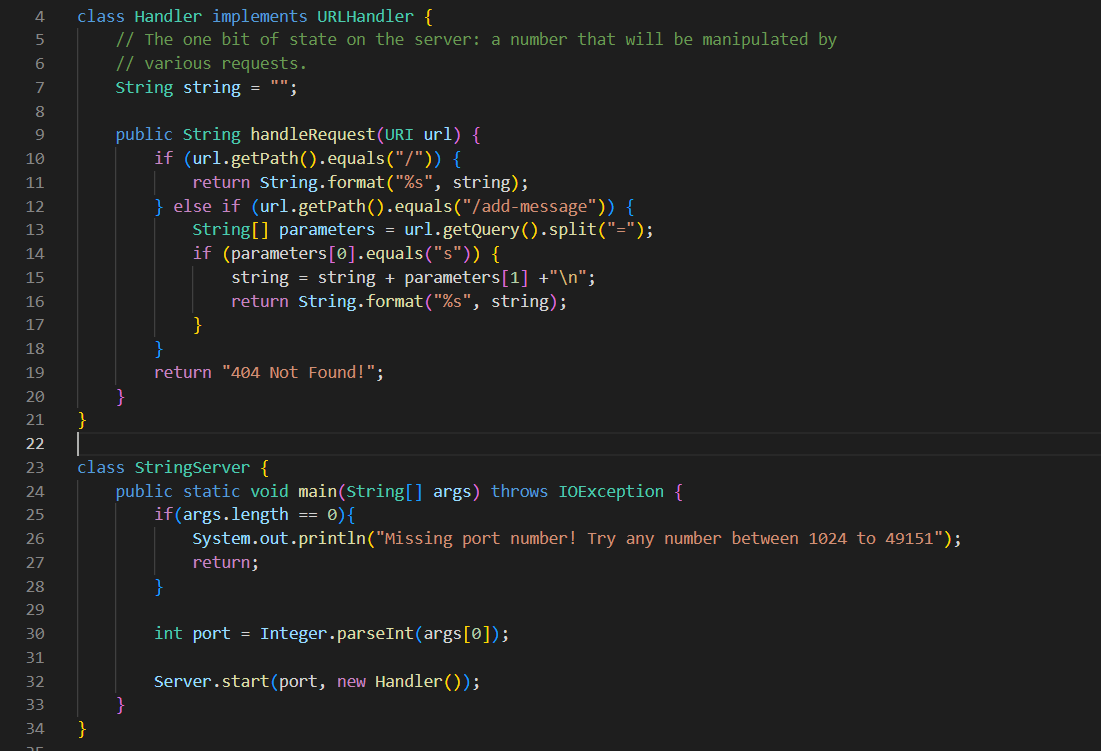 4 class Handler implements URLHandler {
5 // The one bit of state on the server: a number that will be manipulated by
6 // various requests.
7 String string = "";
8
9 public String handleRequest(URI url) {
10 if (url.getPath().equals("/")) {
11 return String.format("%s", string);
12 } else if (url.getPath().equals("/add-message")) {
13 String[] parameters = url.getQuery().split("=");
14 if (parameters[0].equals("s")) {
15 string = string + parameters[1] +"\n";
16 return String.format("%s", string);
17 }
18 }
19 return "404 Not Found!";
20 }
21 }
22
23 class StringServer {
24 public static void main(String[] args) throws IOException {
25 if(args.length == 0){
26 System.out.println("Missing port number! Try any number between 1024 to 49151");
27 return;
28 }
29
30 int port = Integer.parseInt(args[0]);
31
32 Server.start(port, new Handler());
33 }
34 }